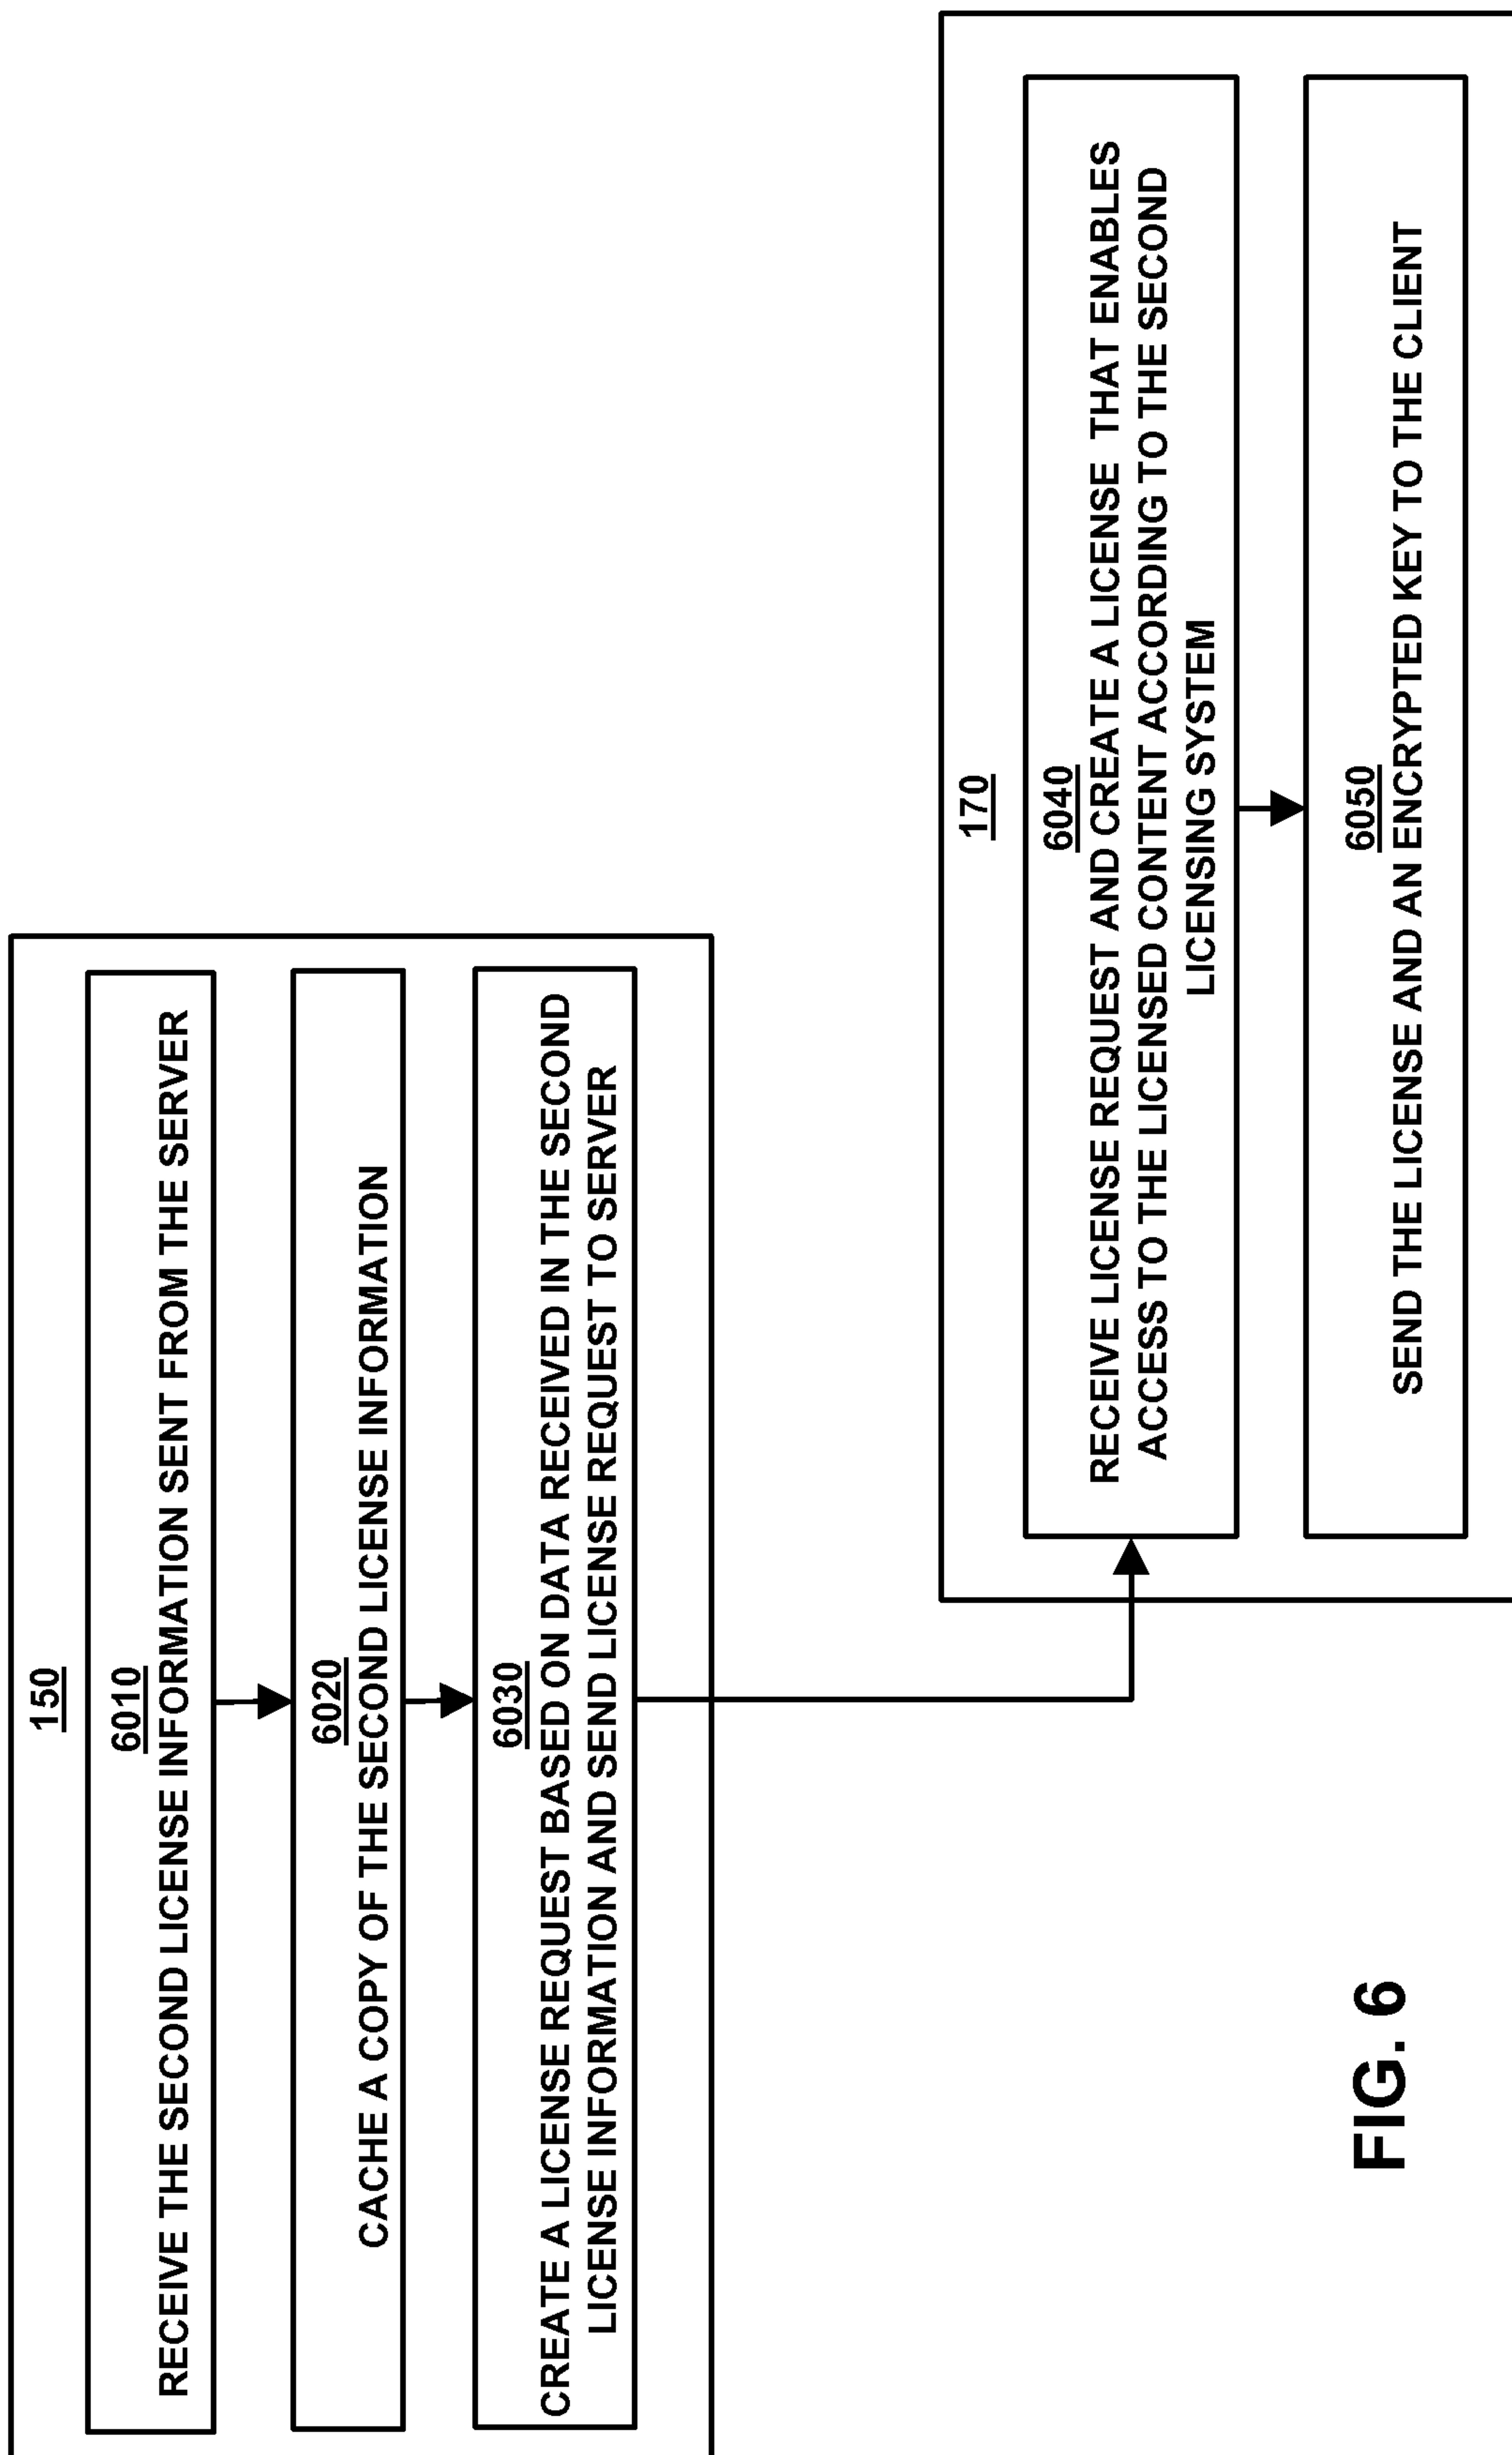 150
6010
RECEIVE THE SECOND LICENSE INFORMATION SENT FROM THE SERVER
6020
CACHE A COPY OF THE SECOND LICENSE INFORMATION
6030
CREATE A LICENSE REQUEST BASED ON DATA RECEIVED IN THE SECOND
LICENSE INFORMATION AND SEND LICENSE REQUEST TO SERVER
170
6040
RECEIVE LICENSE REQUEST AND CREATE A LICENSE THAT ENABLES
ACCESS TO THE LICENSED CONTENT ACCORDING TO THE SECOND
LICENSING SYSTEM
6050
SEND THE LICENSE AND AN ENCRYPTED KEY TO THE CLIENT
FIG. 6